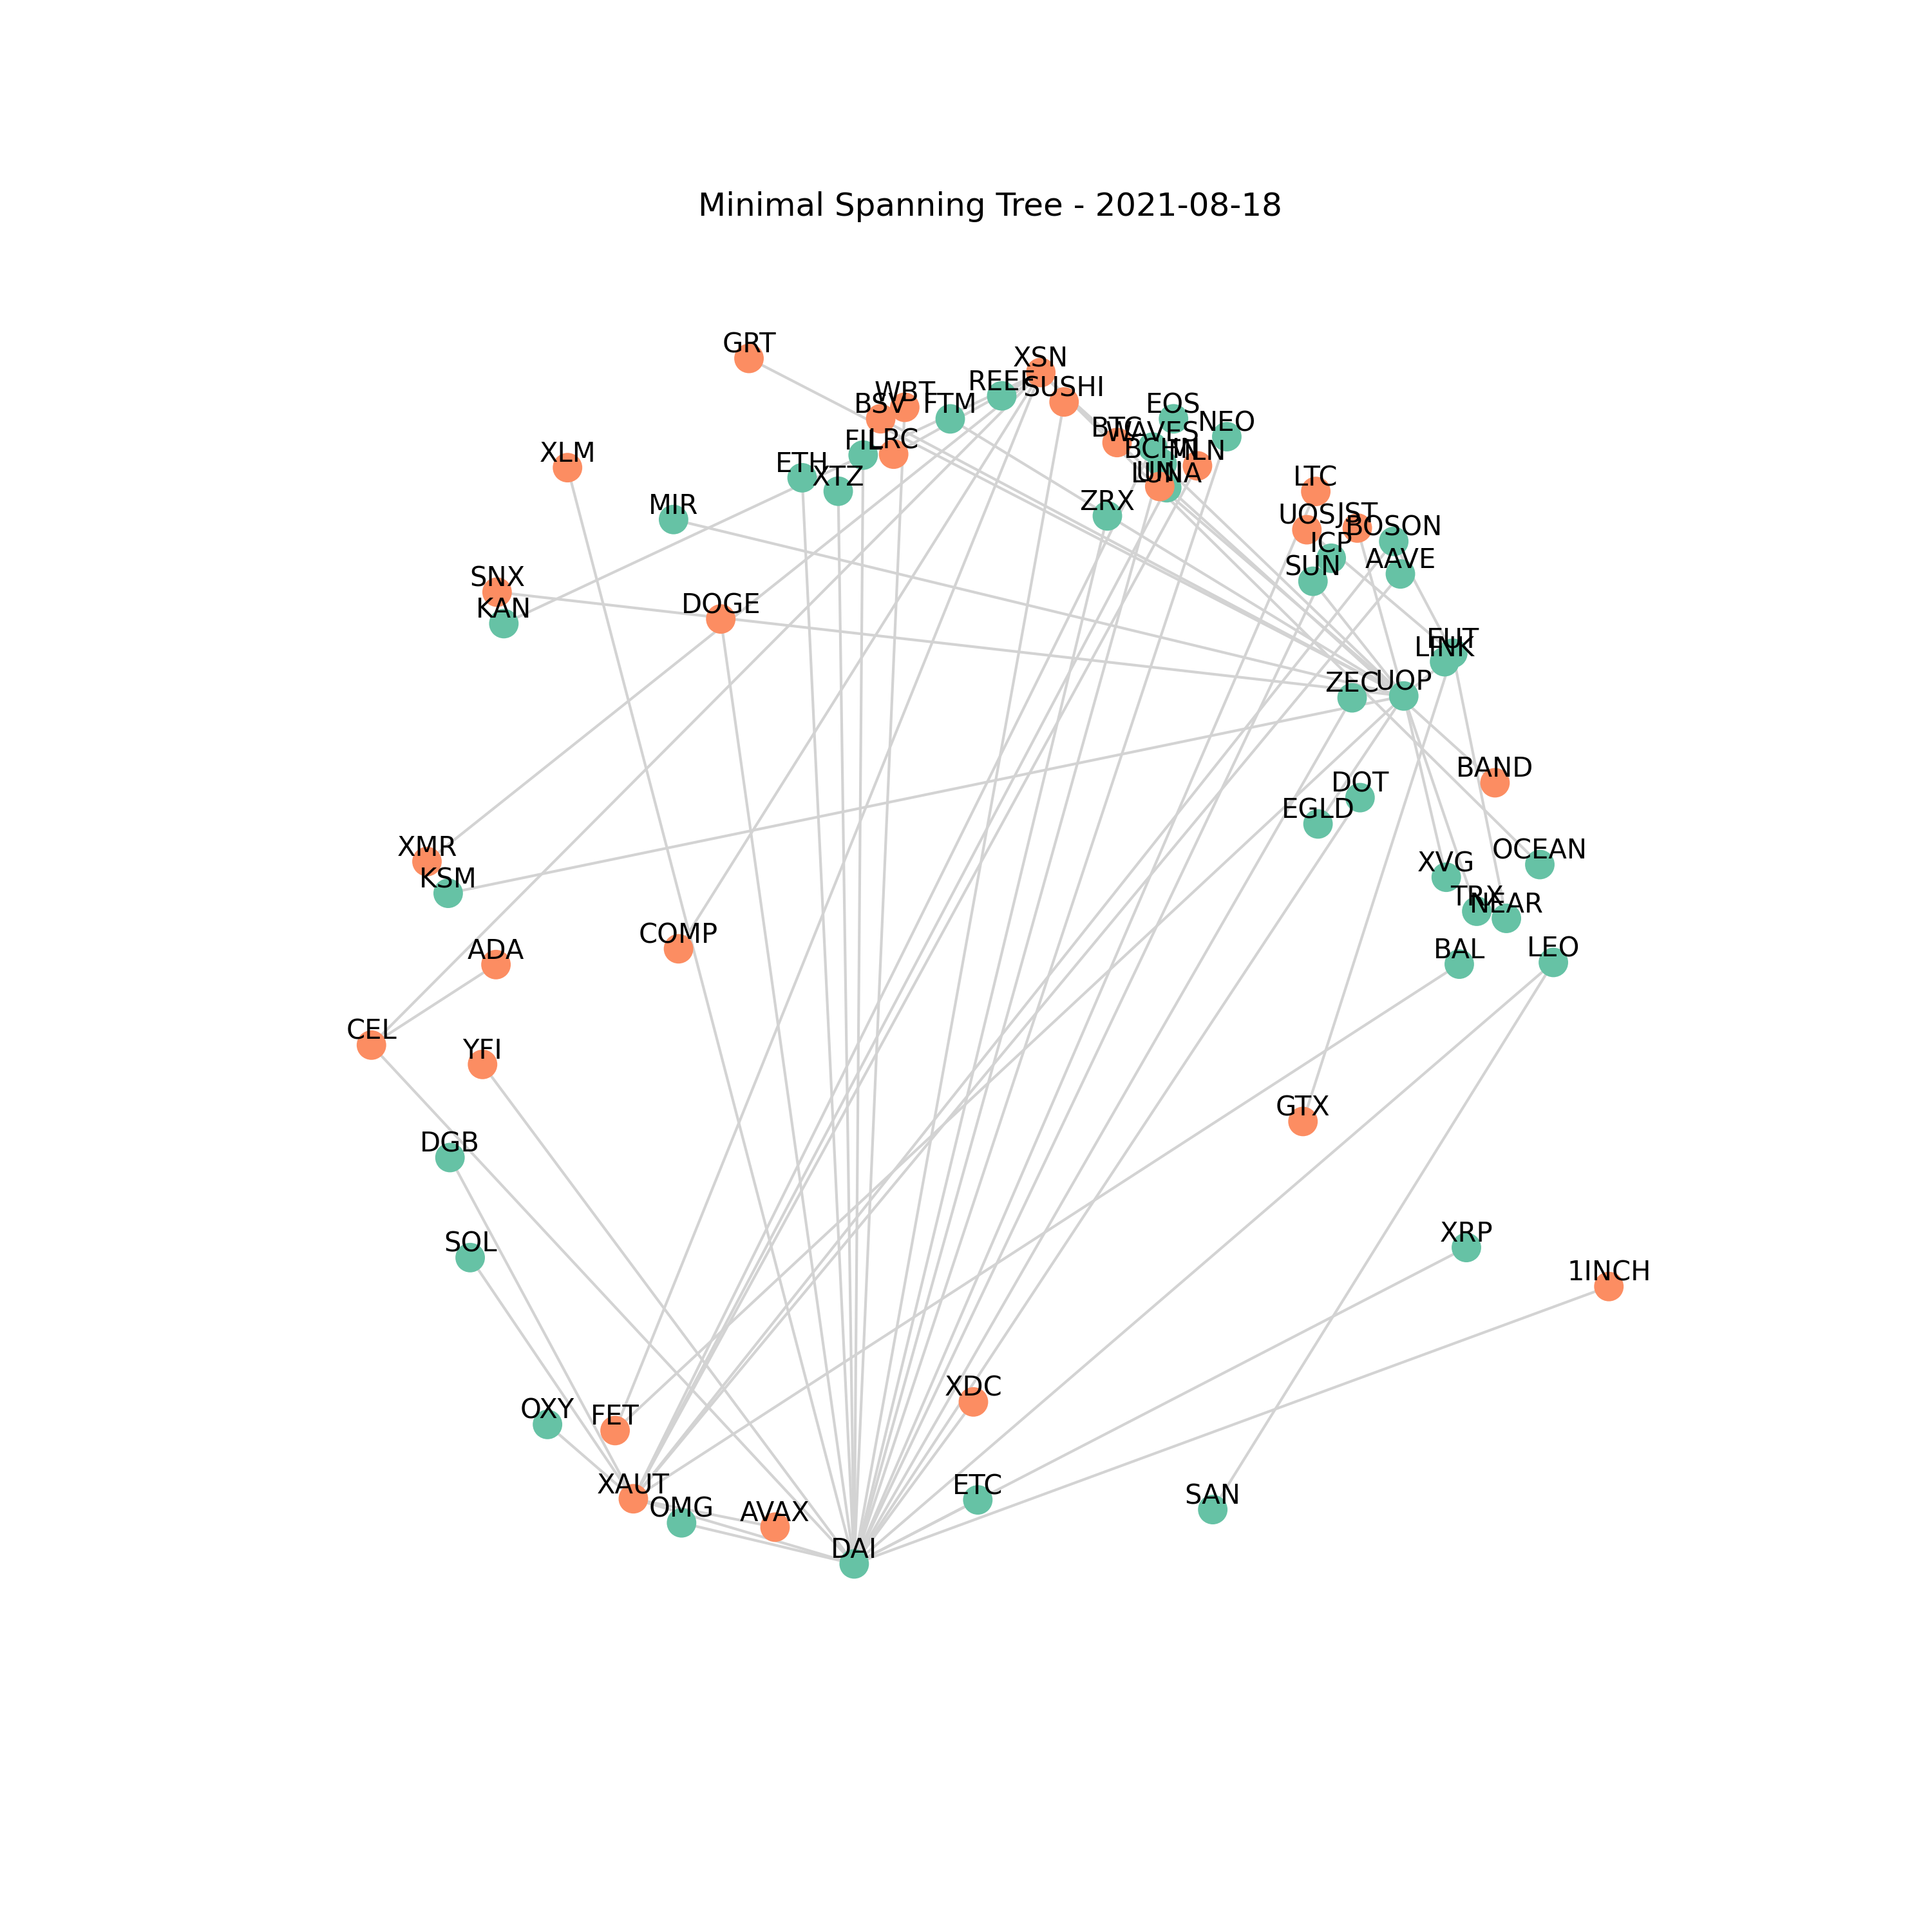 Minimal Spanning Tree - 2021-08-18
GRT
XSN
REEF
SUSHI
WBT
BSV
FTM
EOS
NEO
BTC
WAVES
FIL
LRC
BCH
MLN
XLM
ETH
XTZ
UNI
LUNA
LTC
MIR
ZRX
UOS
JST
BOSON
ICP
AAVE
SUN
SNX
KAN
DOGE
LINK
ZEC
UOP
BAND
DOT
EGLD
XMR
KSM
OCEAN
XVG
TRX
NEAR
COMP
ADA
BAL
LEO
CEL
YFI
GTX
DGB
SOL
XRP
1INCH
XDC
OXY
FET
XAUT
OMG
AVAX
ETC
SAN
DAI